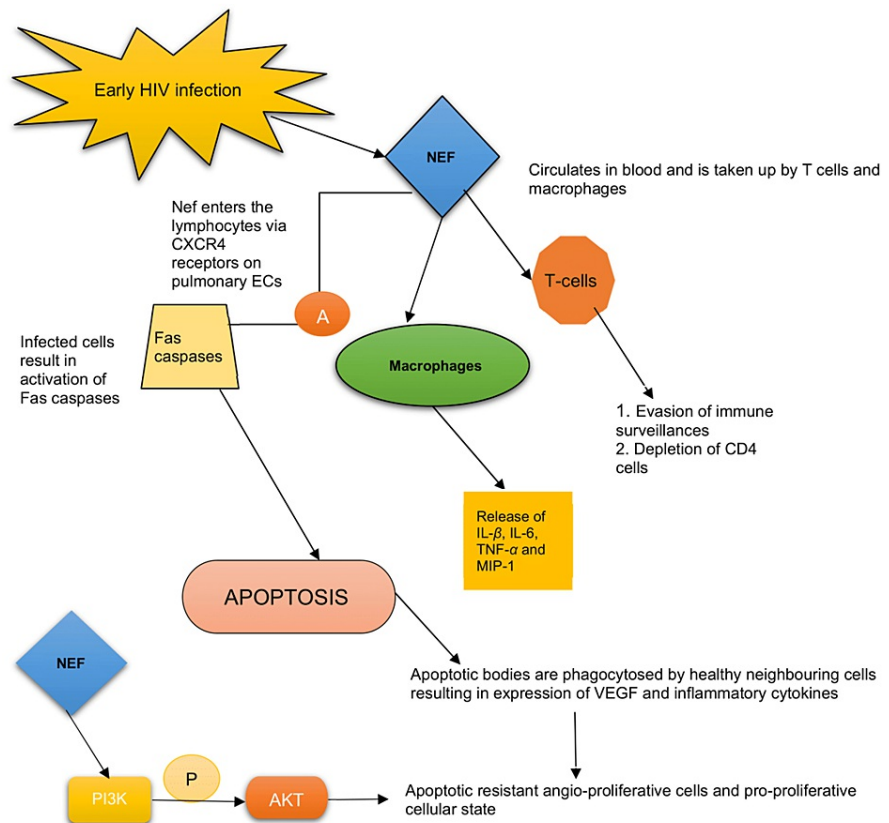 Early HIV infection
NEF
Circulates in blood and is taken up by T cells and
macrophages
Nef enters the
lymphocytes via
CXCR4
receptors on
pulmonary ECs
T-cells
A
Fas
caspases
Infected cells
result in
activation of
Fas caspases
Macrophages
1. Evasion of immune
surveillances
2. Depletion of CD4
cells
Release of
IL-β, IL-6,
TNF-α and
MIP-1
APOPTOSIS
NEF
Apoptotic bodies are phagocytosed by healthy neighbouring cells
resulting in expression of VEGF and inflammatory cytokines
P
PI3K
AKT
Apoptotic resistant angio-proliferative cells and pro-proliferative
cellular state